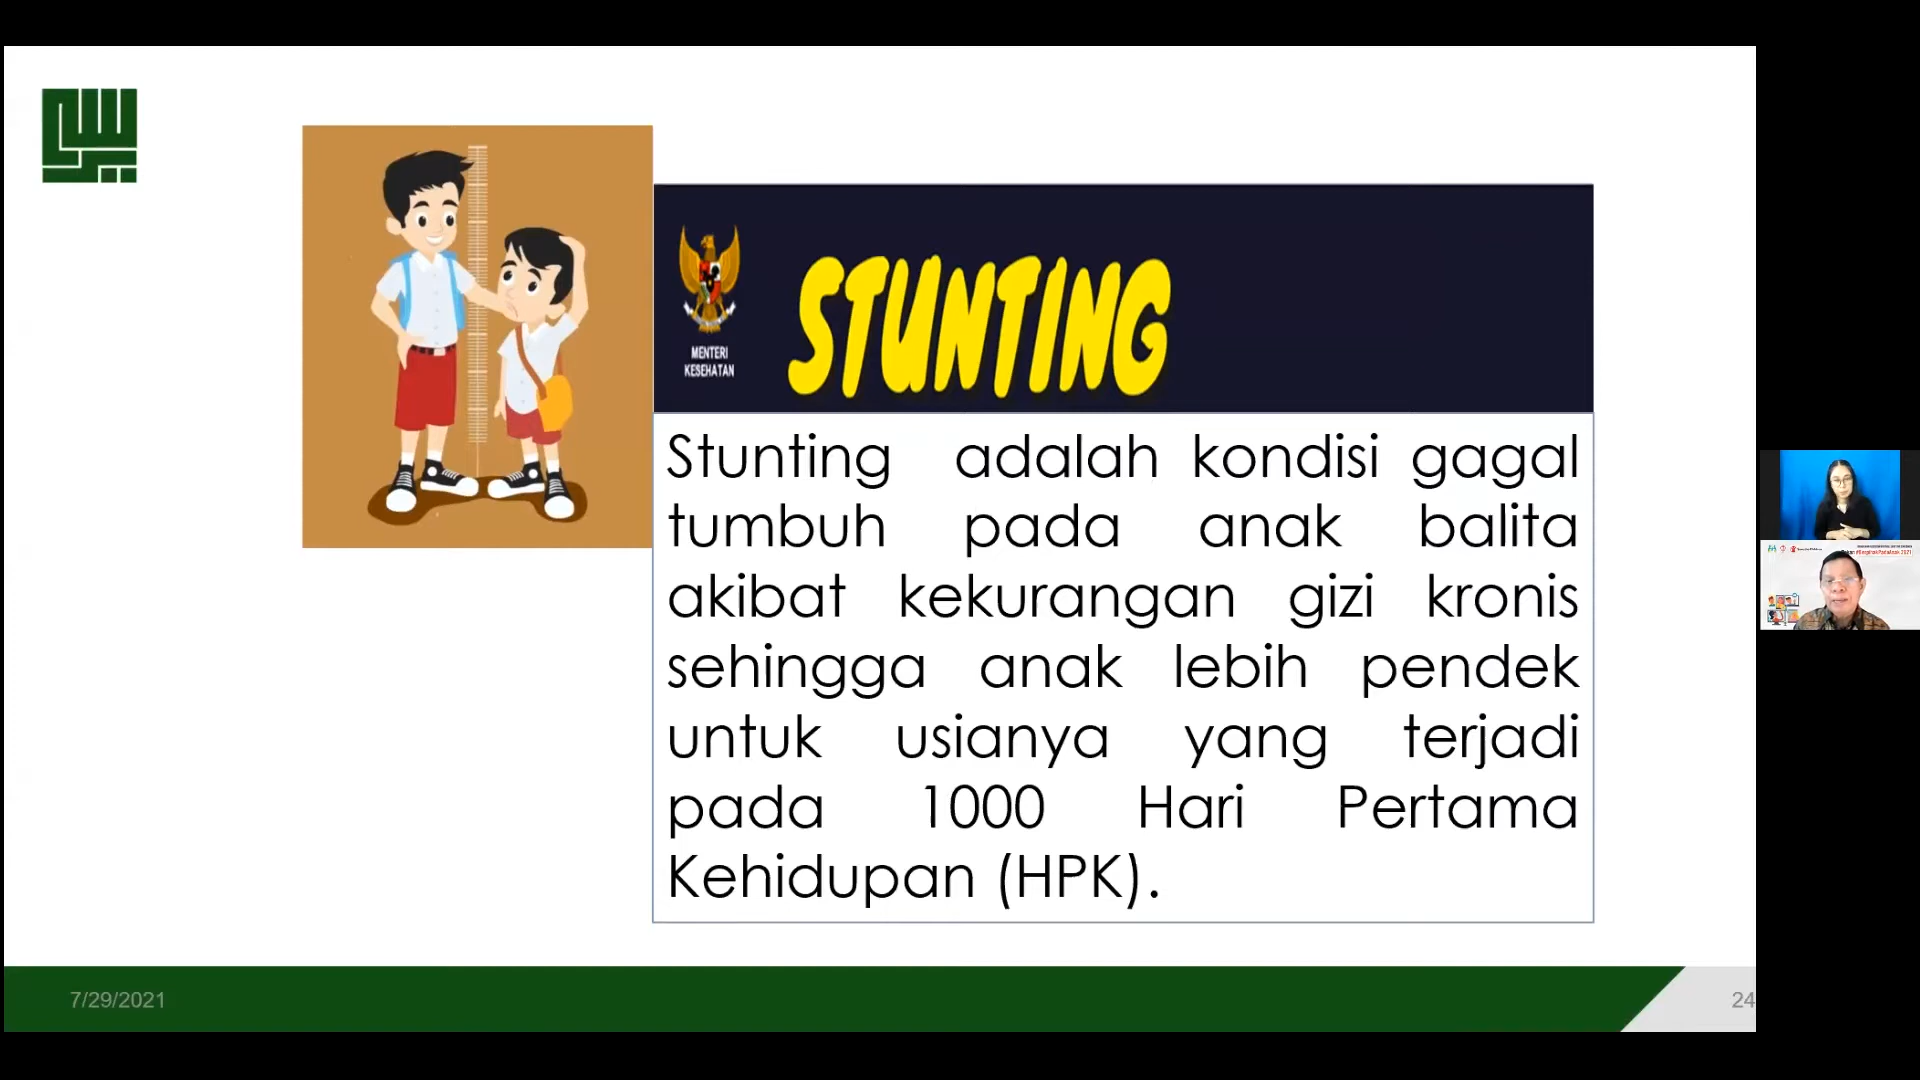 MENTERI
KESEHATAN
STUNTING
Stunting adalah kondisi gagal
tumbuh pada anak balita
akibat kekurangan gizi kronis
sehingga anak lebih pendek
untuk usianya yang terjadi
pada 1000 Hari Pertama
Kehidupan (HPK).
7/29/2021
24